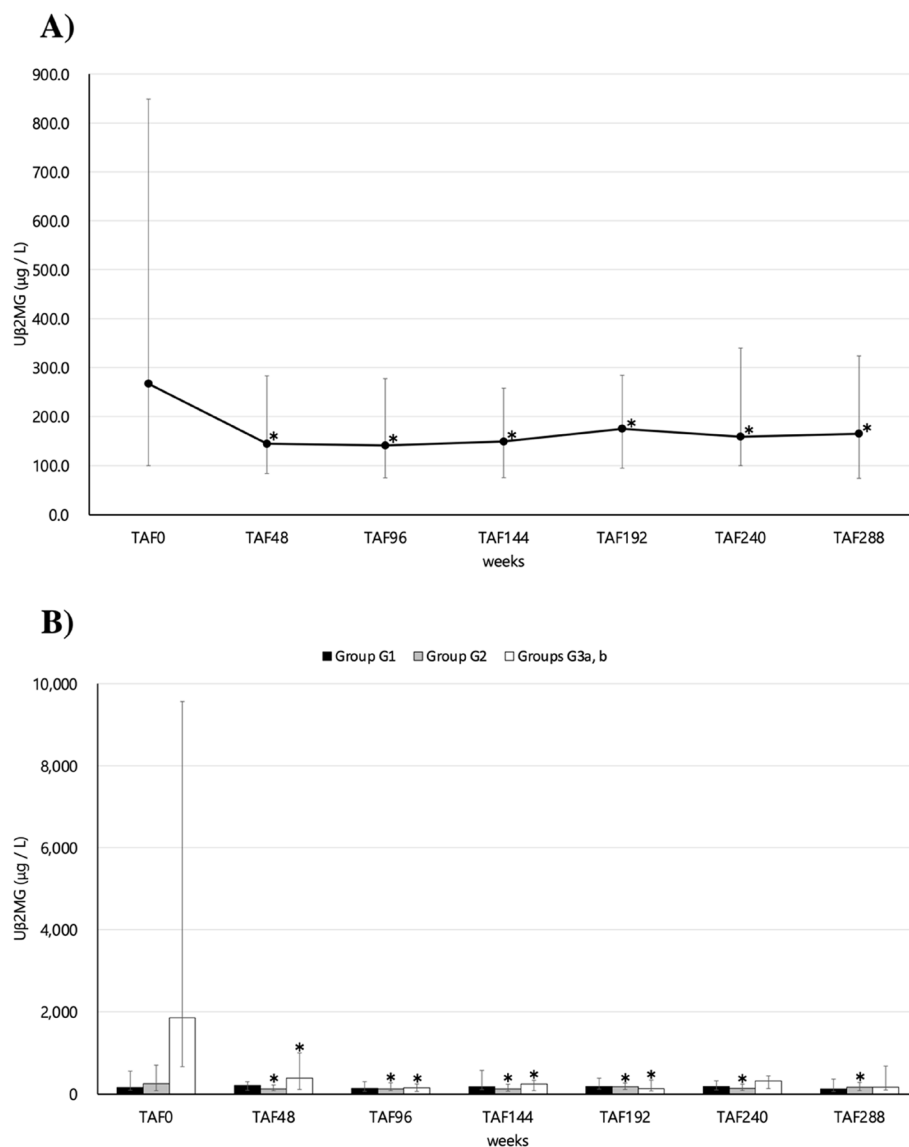 A)
900.0
800.0
700.0
600.0
500.0
400.0
300.0
200.0
100.0
0.0
Uβ2MG (μg / L)
* * * * * *
TAF0 TAF48 TAF96 TAF144 TAF192 TAF240 TAF288
weeks
B)
Group G1 Group G2 Groups G3a, b
10,000
8,000
6,000
4,000
2,000
0
Uβ2MG (μg / L)
* * * * * * * * * *
TAF0 TAF48 TAF96 TAF144 TAF192 TAF240 TAF288
weeks